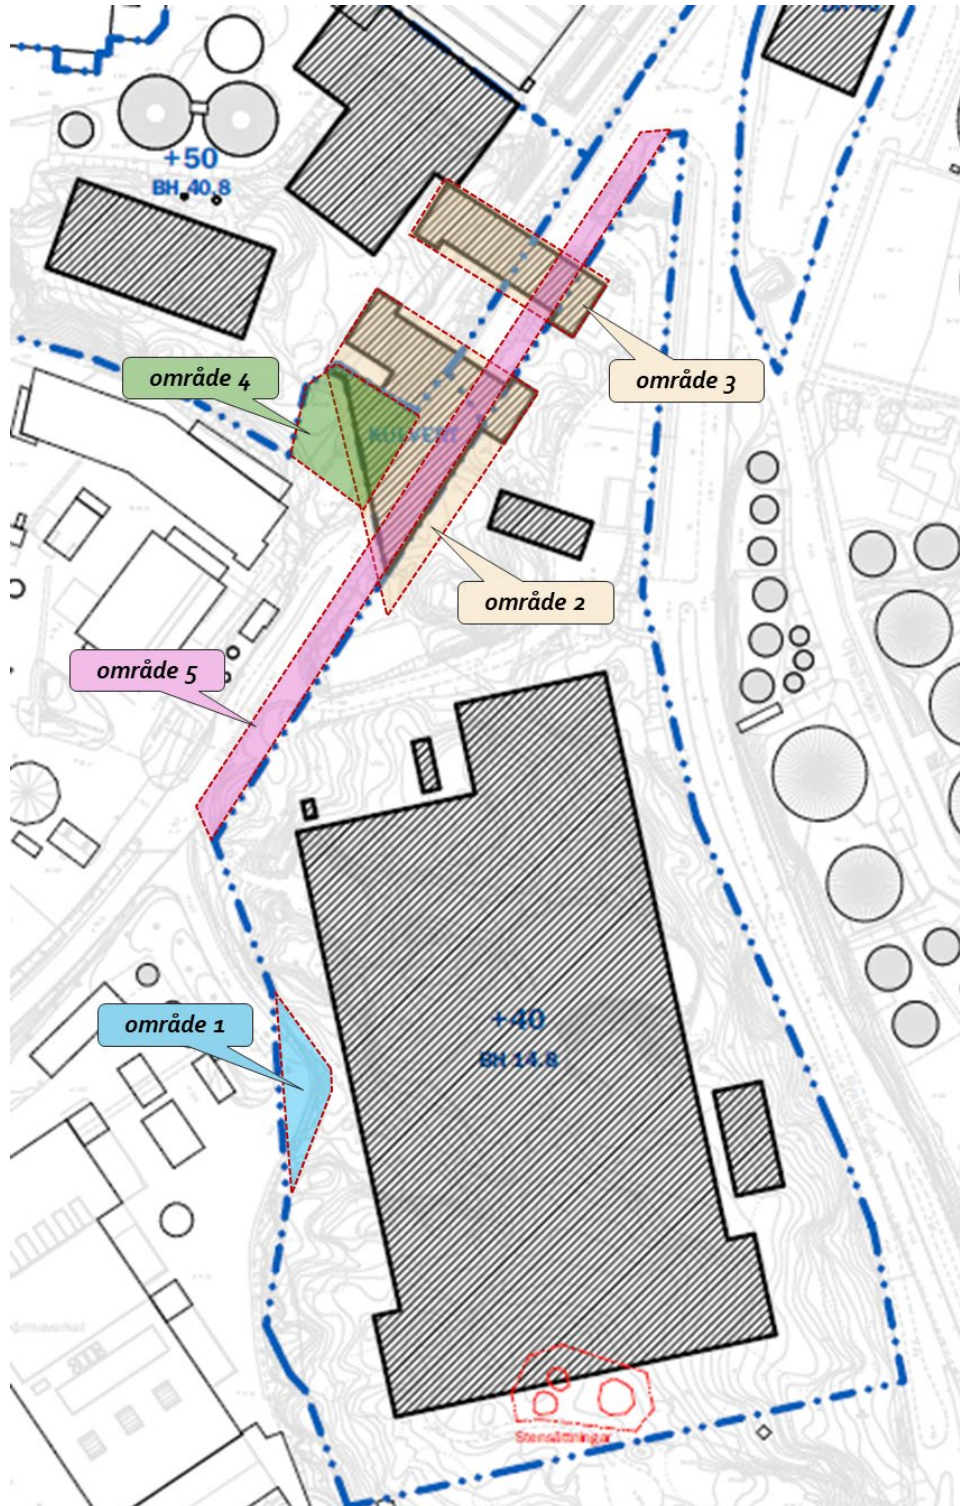 +50
BH 40.8
område 4
område 3
KULVERT
område 2
område 5
+40
område 1
BH 14.8
8008
Stensättningar